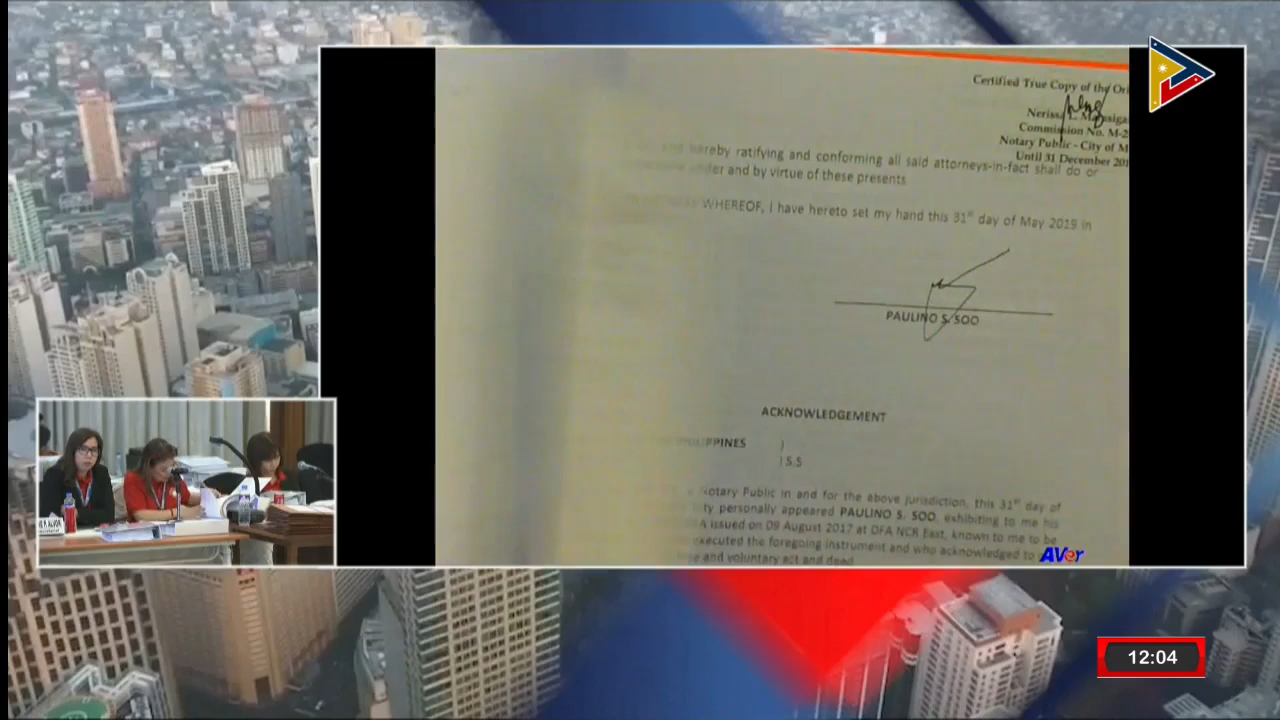 Certified True Copy of the Ori
Neriss
Commission No. M-2
Notary Public - City of M
Until 31 December 201
and hereby ratifying and conforming all said attorneys-in-fact shall do or
under and by virtue of these presents
WHEREOF, I have hereto set my hand this 31st day of May 2019 in
PAULINO S. SOO
ACKNOWLEDGEMENT
PHILIPPINES )
) S.S
Notary Public in and for the above jurisdiction, this 31st day of
personally appeared PAULINO S. SOO, exhibiting to me his
issued on 09 August 2017 at DFA NCR East, known to me to be
executed the foregoing instrument and who acknowledged to
and voluntary act and deed
AVer
12:04